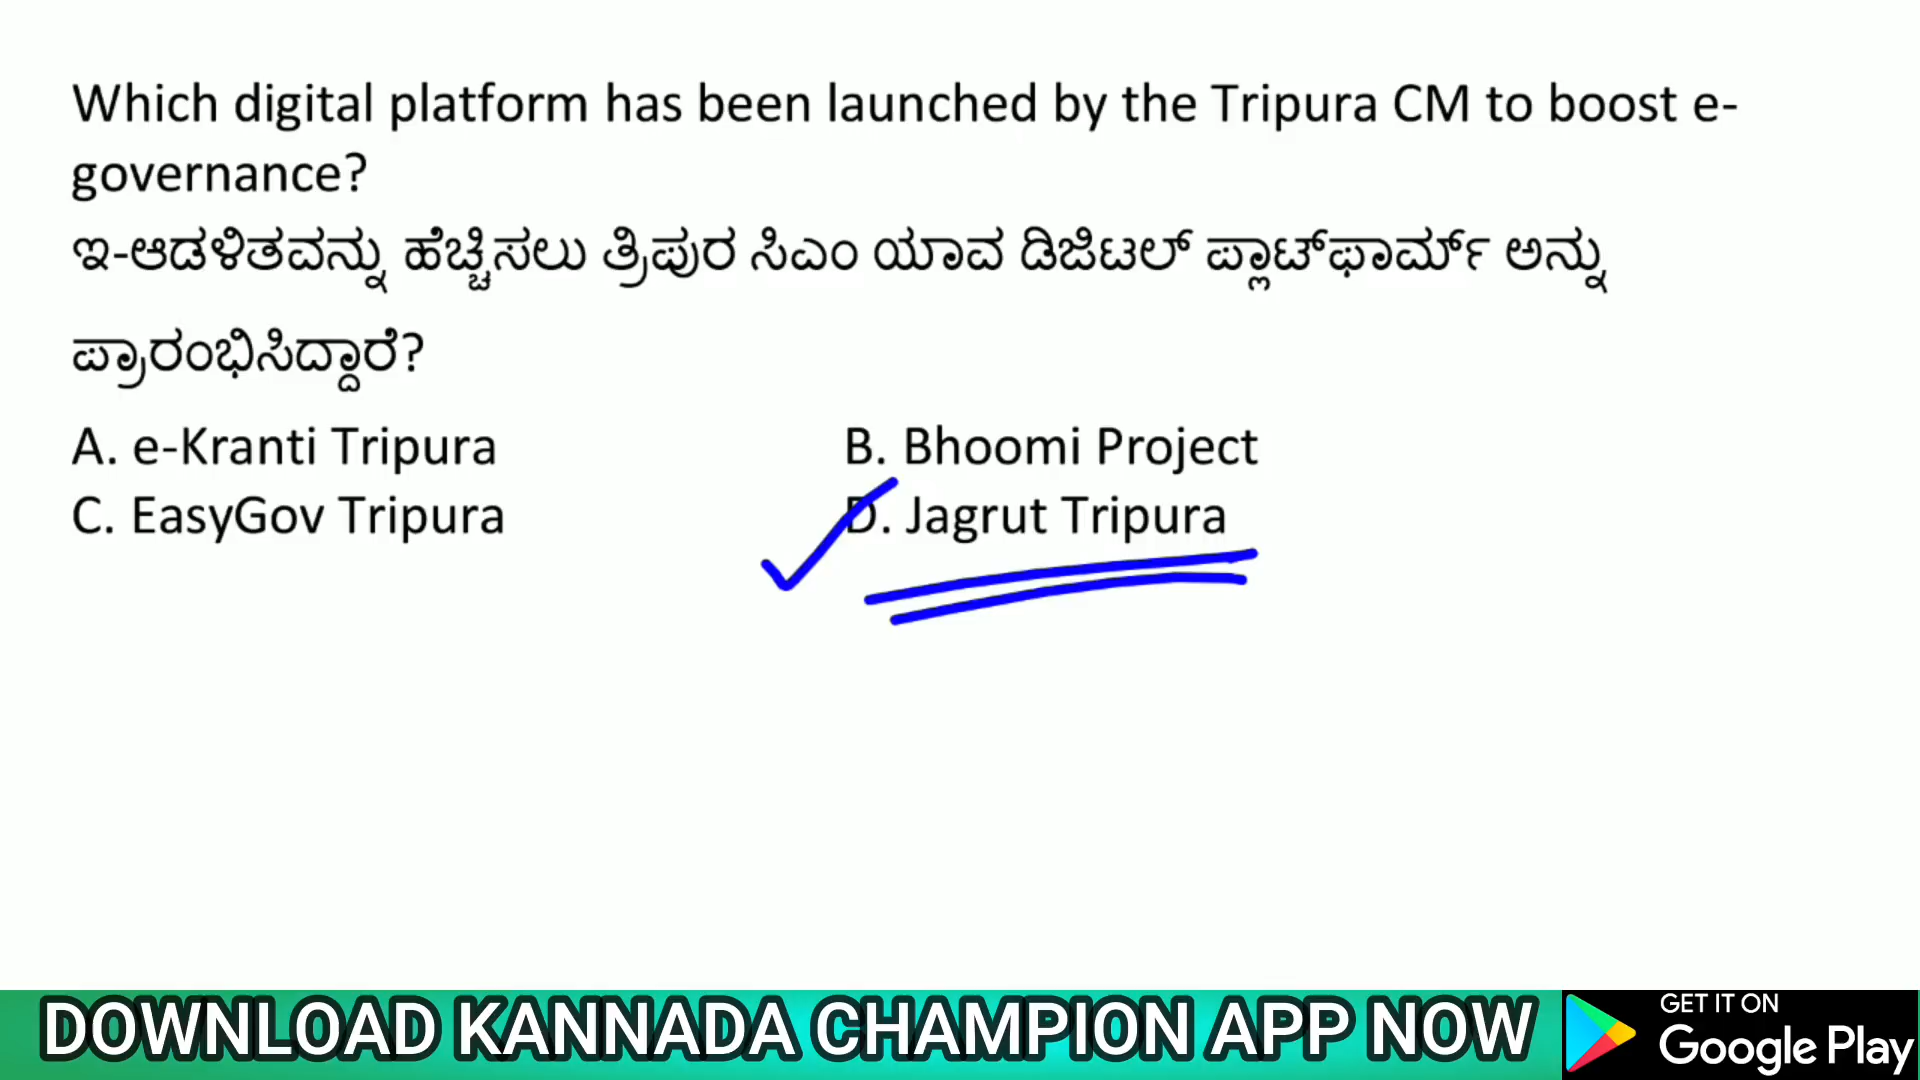 Which digital platform has been launched by the Tripura CM to boost e-
governance?
ಇ-ಆಡಳಿತವನ್ನು ಹೆಚ್ಚಿಸಲು ತ್ರಿಪುರ ಸಿಎಂ ಯಾವ ಡಿಜಿಟಲ್ ಪ್ಲಾಟ್‌ಫಾರ್ಮ್ ಅನ್ನು
ಪ್ರಾರಂಭಿಸಿದ್ದಾರೆ?
A. e-Kranti Tripura B. Bhoomi Project
C. EasyGov Tripura D. Jagrut Tripura
DOWNLOAD KANNADA CHAMPION APP NOW
GET IT ON
Google Play